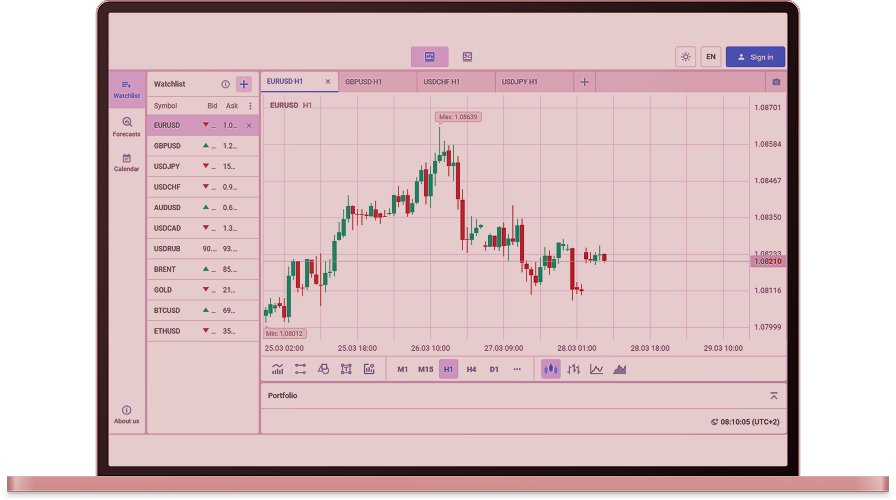 EN
Sign in
Watchlist
Forecasts
Calendar
About us
Watchlist
Symbol Bid Ask
EURUSD ... 1.0...
GBPUSD ... 1.2...
USDJPY ... 15...
USDCHF ... 0.9...
AUDUSD ... 0.6...
USDCAD ... 1.3...
USDRUB 90.... 93...
BRENT ... 85...
GOLD ... 21...
BTCUSD ... 69...
ETHUSD ... 35...
EURUSD H1
GBPUSD H1
USDCHF H1
USDJPY H1
EURUSD H1
Max: 1.08639
Min: 1.08012
1.08701
1.08584
1.08467
1.08350
1.08233
1.08210
1.08116
1.07999
25.03 02:00 25.03 18:00 26.03 10:00 27.03 09:00 28.03 01:00 28.03 18:00 29.03 10:00
M1 M15 H1 H4 D1 ...
Portfolio
08:10:05 (UTC+2)